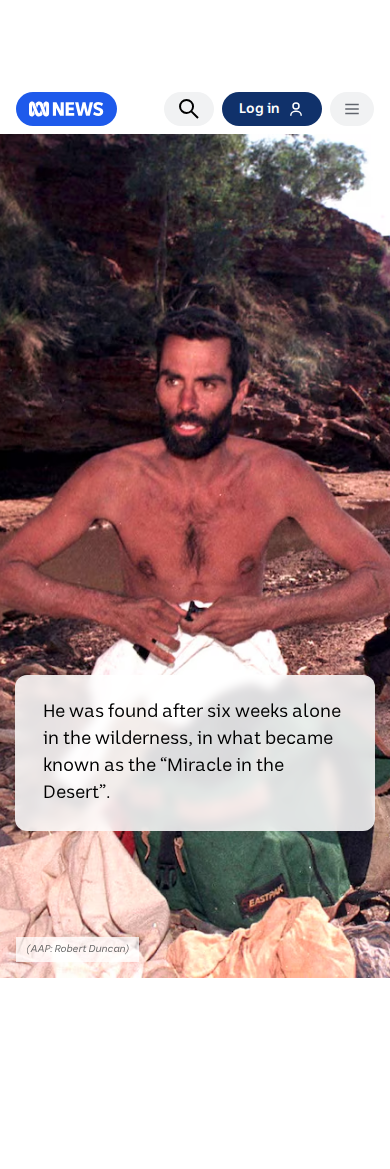 NEWS
Log in
He was found after six weeks alone
in the wilderness, in what became
known as the “Miracle in the
Desert”.
EASTPAK
(AAP: Robert Duncan)